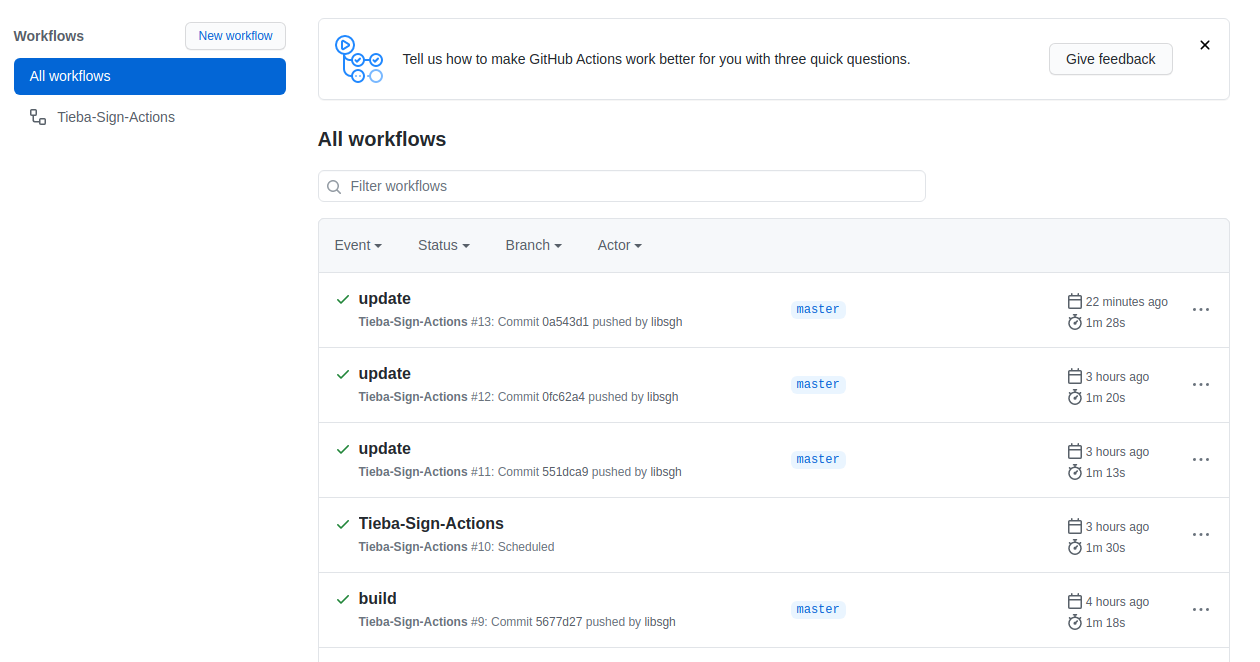 Workflows
New workflow
All workflows
Tieba-Sign-Actions
Tell us how to make GitHub Actions work better for you with three quick questions.
Give feedback
All workflows
Filter workflows
Event Status Branch Actor
update
Tieba-Sign-Actions #13: Commit 0a543d1 pushed by libsgh
master
22 minutes ago
1m 28s
update
Tieba-Sign-Actions #12: Commit 0fc62a4 pushed by libsgh
master
3 hours ago
1m 20s
update
Tieba-Sign-Actions #11: Commit 551dca9 pushed by libsgh
master
3 hours ago
1m 13s
Tieba-Sign-Actions
Tieba-Sign-Actions #10: Scheduled
3 hours ago
1m 30s
build
Tieba-Sign-Actions #9: Commit 5677d27 pushed by libsgh
master
4 hours ago
1m 18s